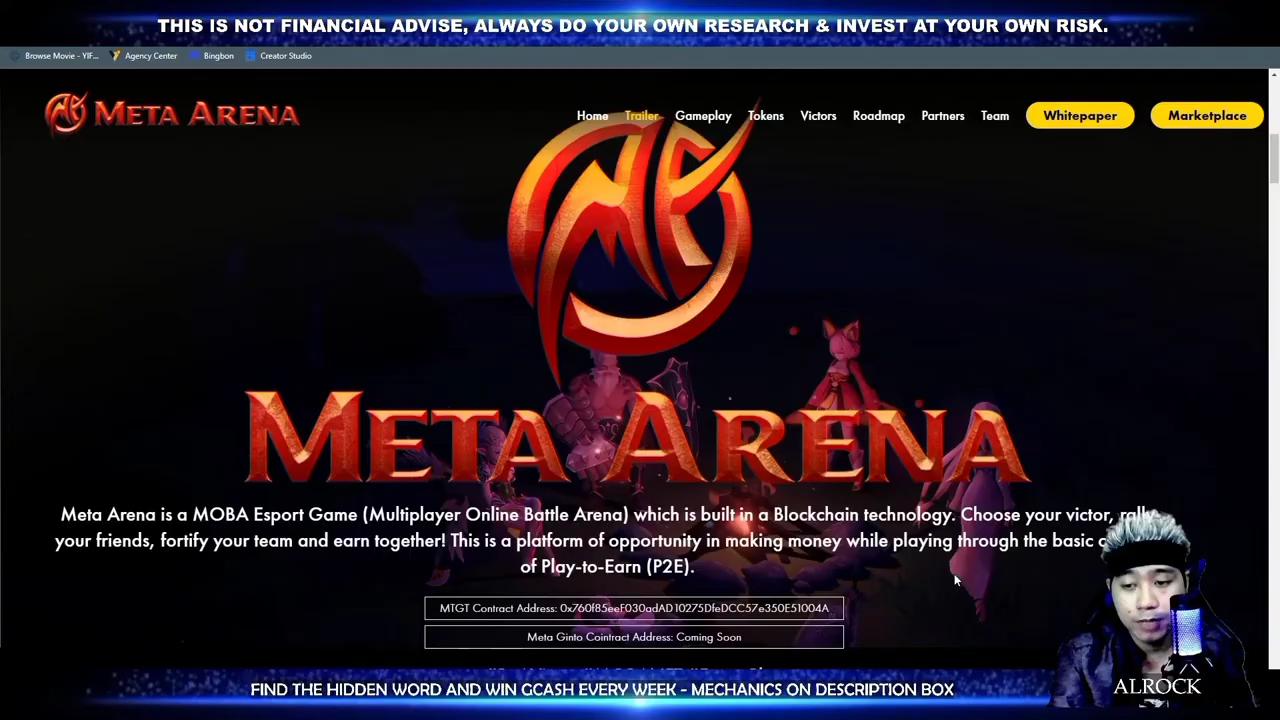 THIS IS NOT FINANCIAL ADVISE, ALWAYS DO YOUR OWN RESEARCH & INVEST AT YOUR OWN RISK.
Browse Movie - YIF... Agency Center Bingbon Creator Studio
META ARENA Home Trailer Gameplay Tokens Victors Roadmap Partners Team Whitepaper Marketplace
META ARENA
Meta Arena is a MOBA Esport Game (Multiplayer Online Battle Arena) which is built in a Blockchain technology. Choose your victor, rally
your friends, fortify your team and earn together! This is a platform of opportunity in making money while playing through the basic
of Play-to-Earn (P2E).
MTGT Contract Address: 0x760f85eeF030adAD10275DfeDCC57e350E51004A
Meta Ginto Cointract Address: Coming Soon
FIND THE HIDDEN WORD AND WIN GCASH EVERY WEEK - MECHANICS ON DESCRIPTION BOX
ALROCK